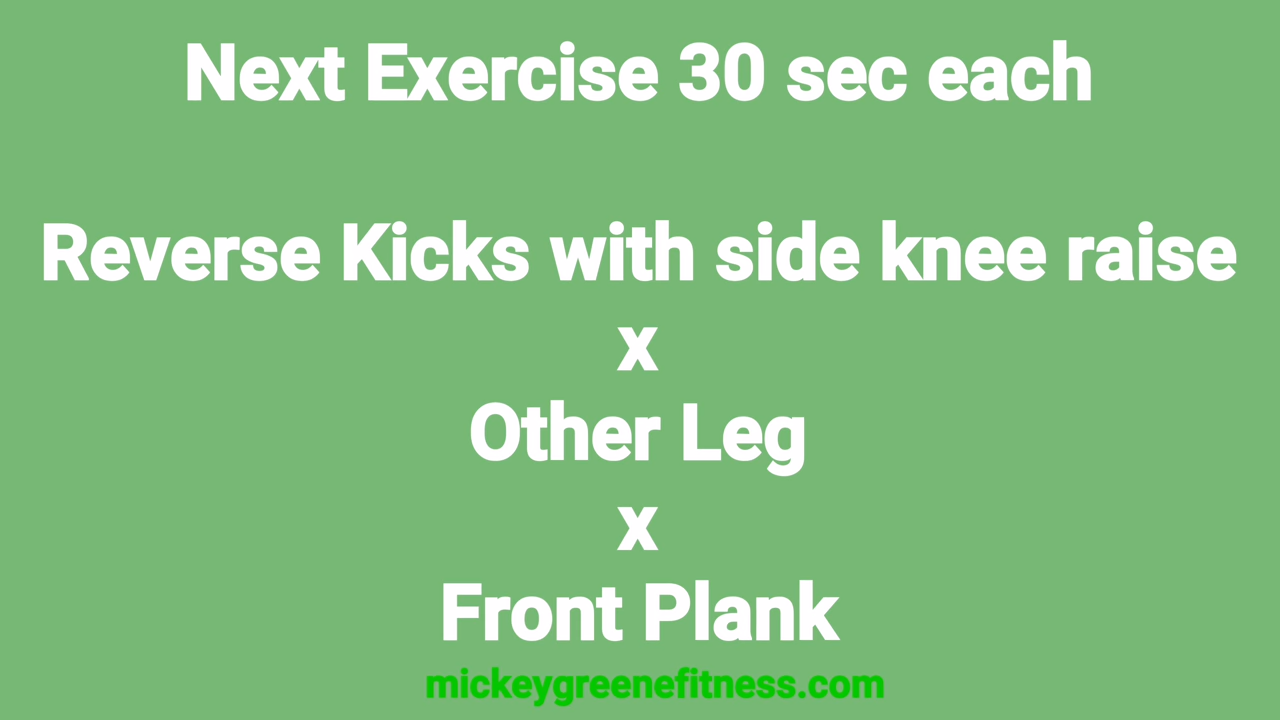 Next Exercise 30 sec each
Reverse Kicks with side knee raise
x
Other Leg
x
Front Plank
mickeygreenefitness.com